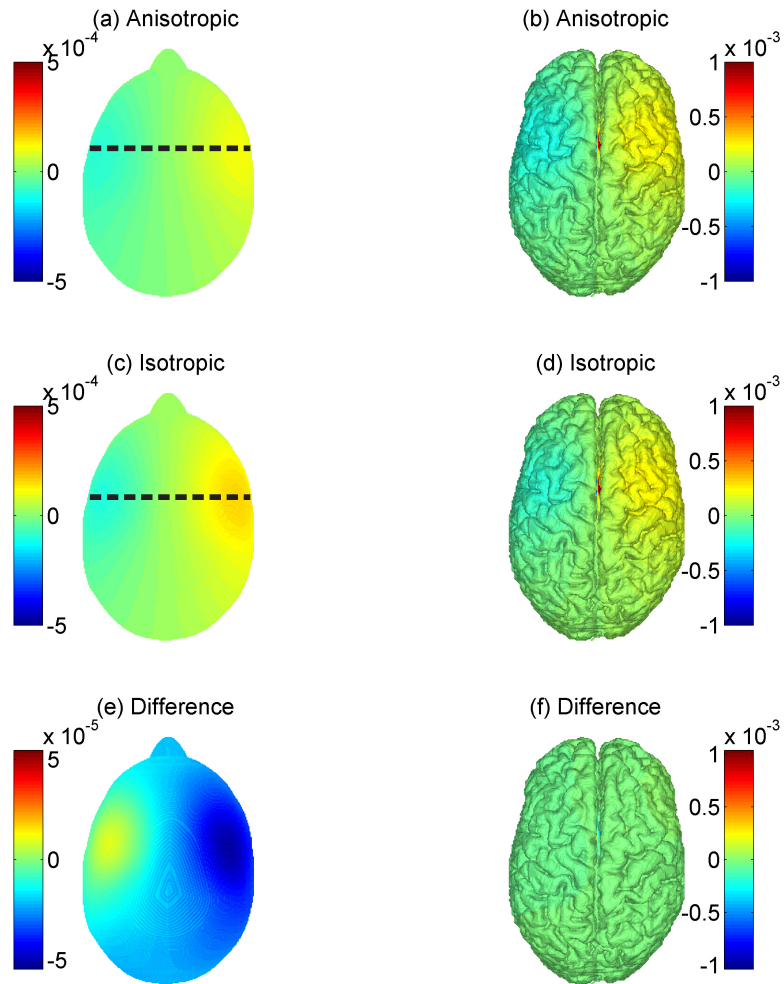 (a) Anisotropic
x 10^-4
5
0
-5
(b) Anisotropic
x 10^-3
1
0.5
0
-0.5
-1
(c) Isotropic
x 10^-4
5
0
-5
(d) Isotropic
x 10^-3
1
0.5
0
-0.5
-1
(e) Difference
x 10^-5
5
0
-5
(f) Difference
x 10^-3
1
0.5
0
-0.5
-1